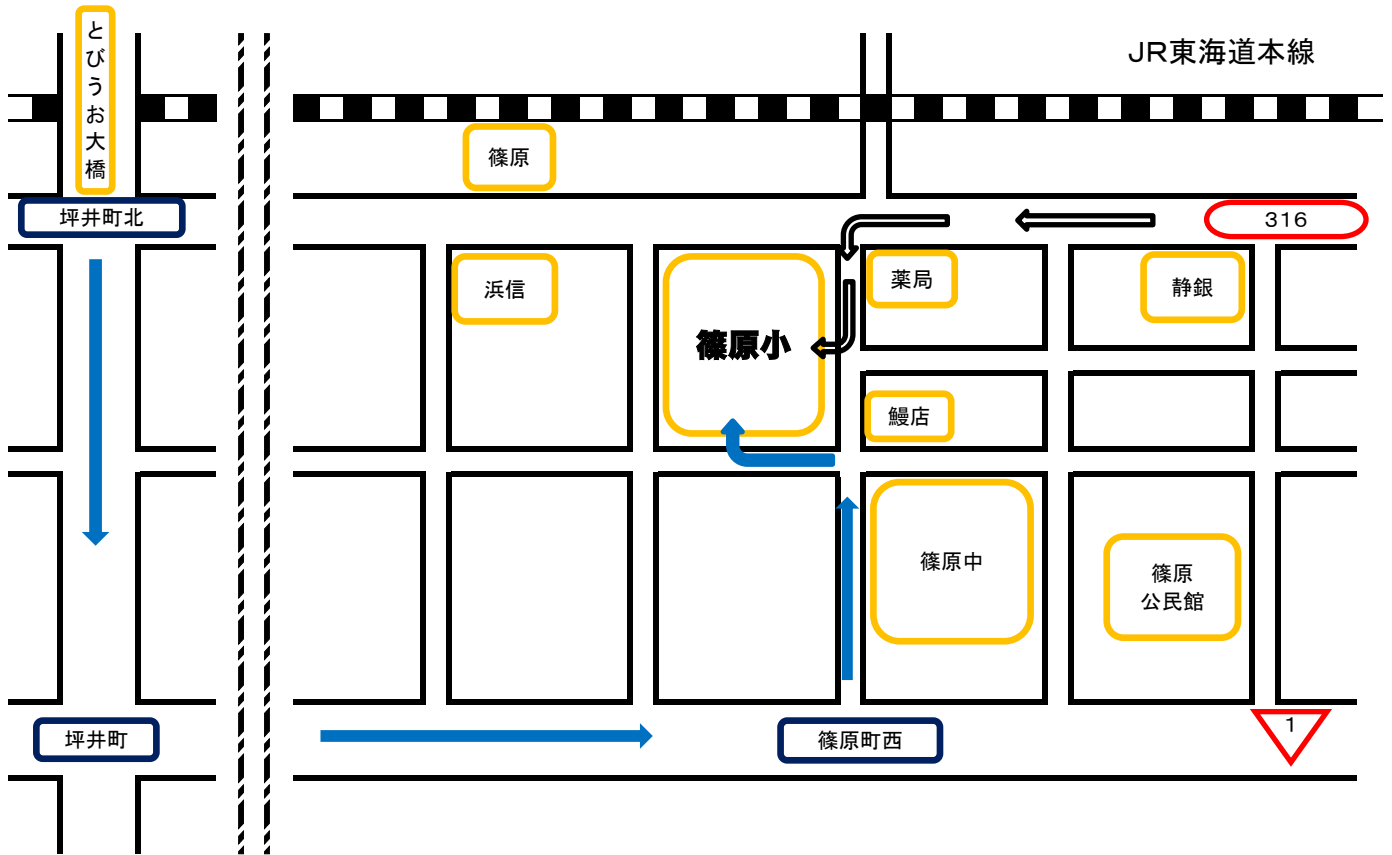 とびうお大橋
JR東海道本線
篠原
坪井町北
316
浜信
篠原小
薬局
静銀
鰻店
篠原中
篠原
公民館
坪井町
篠原町西
1